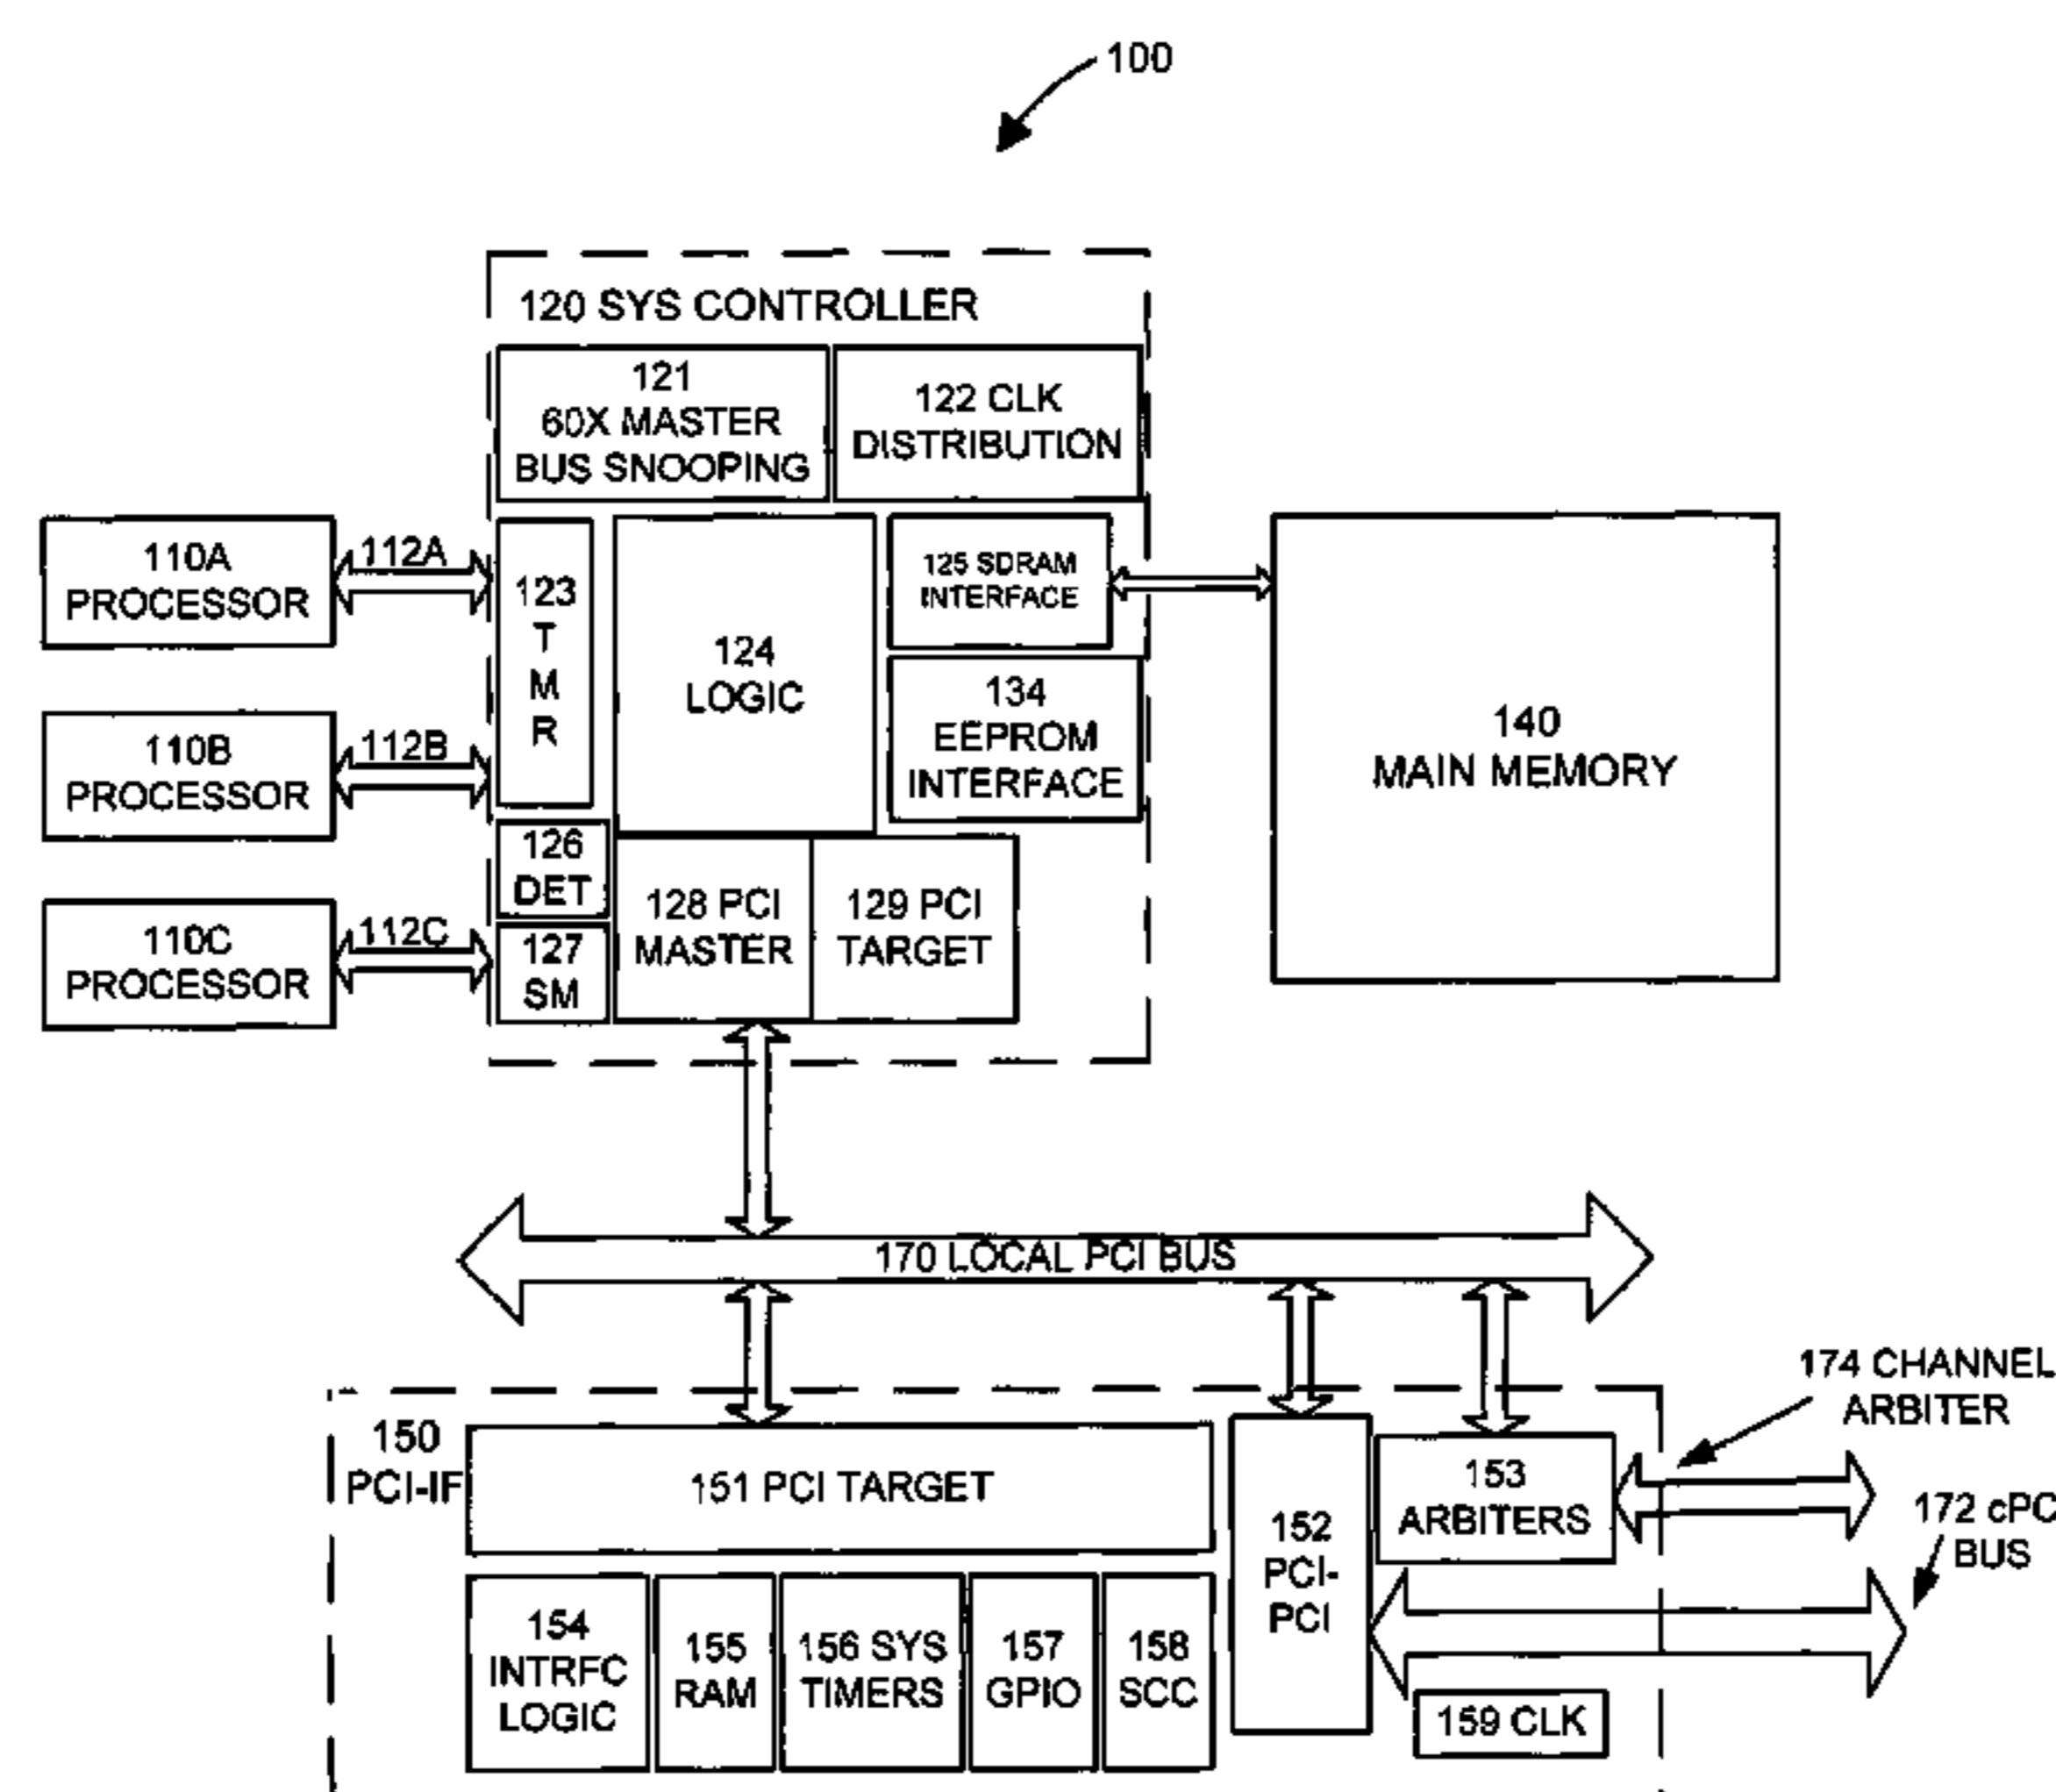 100
120 SYS CONTROLLER
121
60X MASTER
BUS SNOOPING
122 CLK
DISTRIBUTION
110A
PROCESSOR
112A
123
T
M
R
124
LOGIC
125 SDRAM
INTERFACE
134
EEPROM
INTERFACE
140
MAIN MEMORY
110B
PROCESSOR
112B
126
DET
110C
PROCESSOR
112C
127
SM
128 PCI
MASTER
129 PCI
TARGET
170 LOCAL PCI BUS
174 CHANNEL
ARBITER
150
PCI-IF
151 PCI TARGET
152
PCI-
PCI
153
ARBITERS
172 cPC
BUS
154
INTRFC
LOGIC
155
RAM
156 SYS
TIMERS
157
GPIO
158
SCC
159 CLK